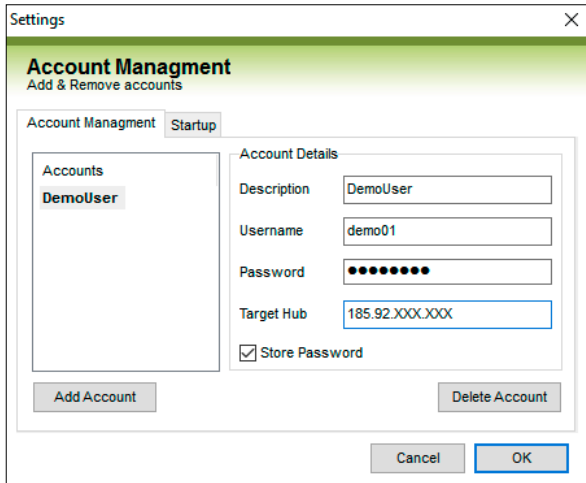 Settings
Account Managment
Add & Remove accounts
Account Managment
Startup
Accounts
DemoUser
Account Details
Description
DemoUser
Username
demo01
Password
●●●●●●●●
Target Hub
185.92.XXX.XXX
Store Password
Add Account
Delete Account
Cancel
OK